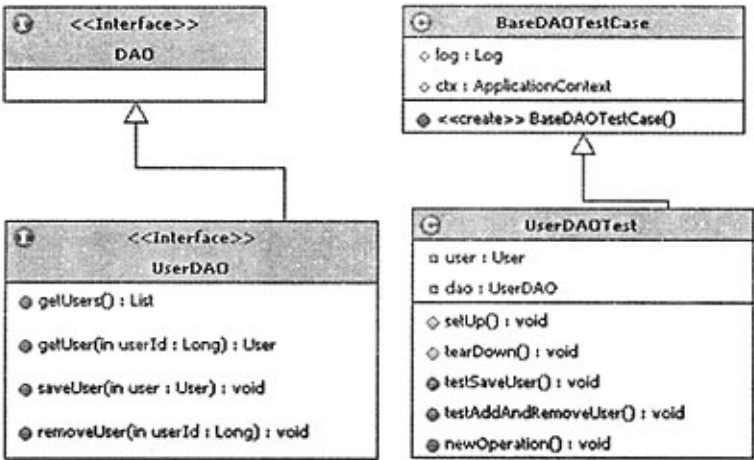 <<Interface>>
DAO
<<Interface>>
UserDAO
getUsers() : List
getUser(in userId : Long) : User
saveUser(in user : User) : void
removeUser(in userId : Long) : void
BaseDAOTestCase
log : Log
ctx : ApplicationContext
<<create>> BaseDAOTestCase()
UserDAOTest
user : User
dao : UserDAO
setUp() : void
tearDown() : void
testSaveUser() : void
testAddAndRemoveUser() : void
newOperation() : void